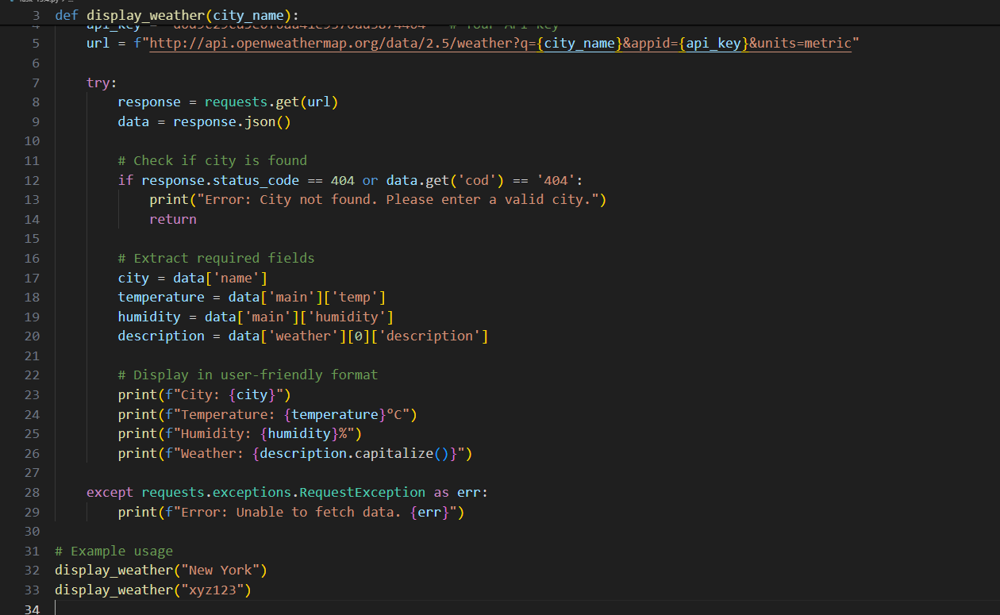 3 def display_weather(city_name):
5 url = f"http://api.openweathermap.org/data/2.5/weather?q={city_name}&appid={api_key}&units=metric"
6
7 try:
8 response = requests.get(url)
9 data = response.json()
10
11 # Check if city is found
12 if response.status_code == 404 or data.get('cod') == '404':
13 print("Error: City not found. Please enter a valid city.")
14 return
15
16 # Extract required fields
17 city = data['name']
18 temperature = data['main']['temp']
19 humidity = data['main']['humidity']
20 description = data['weather'][0]['description']
21
22 # Display in user-friendly format
23 print(f"City: {city}")
24 print(f"Temperature: {temperature}°C")
25 print(f"Humidity: {humidity}%")
26 print(f"Weather: {description.capitalize()}")
27
28 except requests.exceptions.RequestException as err:
29 print(f"Error: Unable to fetch data. {err}")
30
31 # Example usage
32 display_weather("New York")
33 display_weather("xyz123")
34